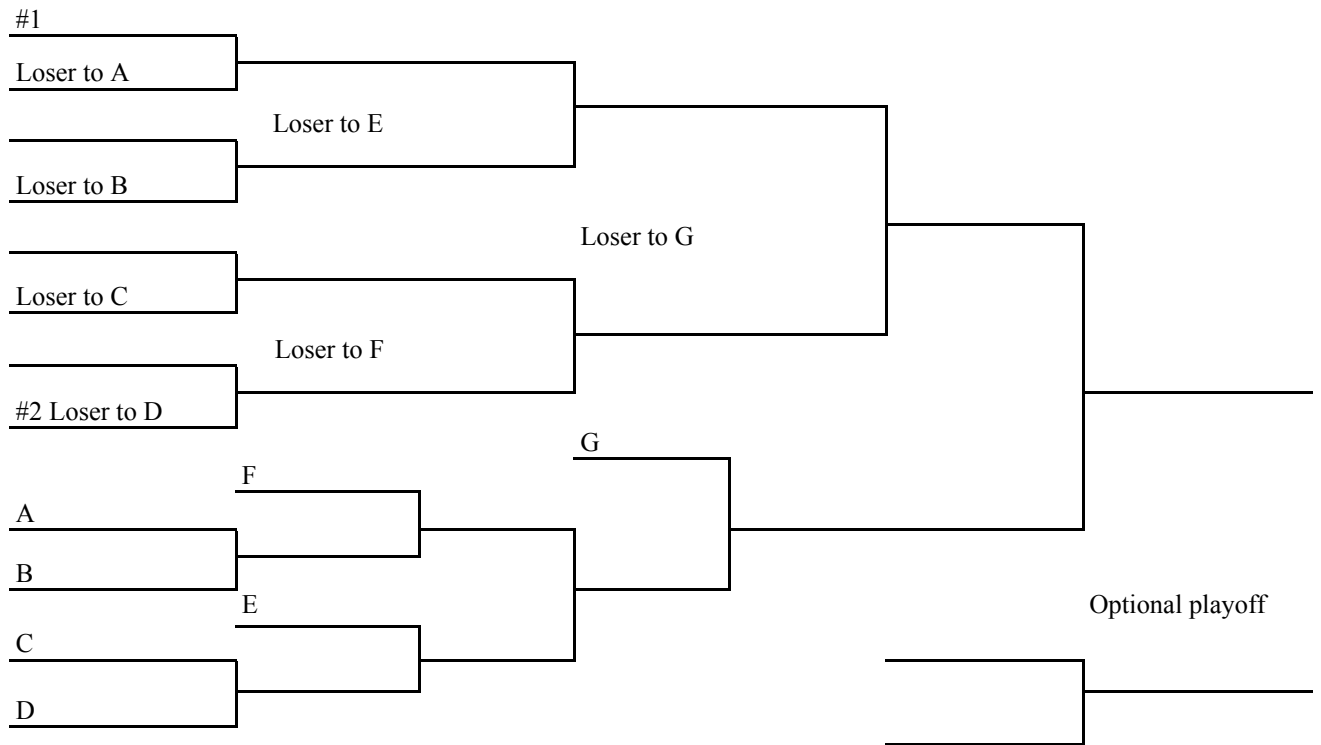 #1
Loser to A
Loser to E
Loser to B
Loser to G
Loser to C
Loser to F
#2 Loser to D
G
F
A
B
E
Optional playoff
C
D